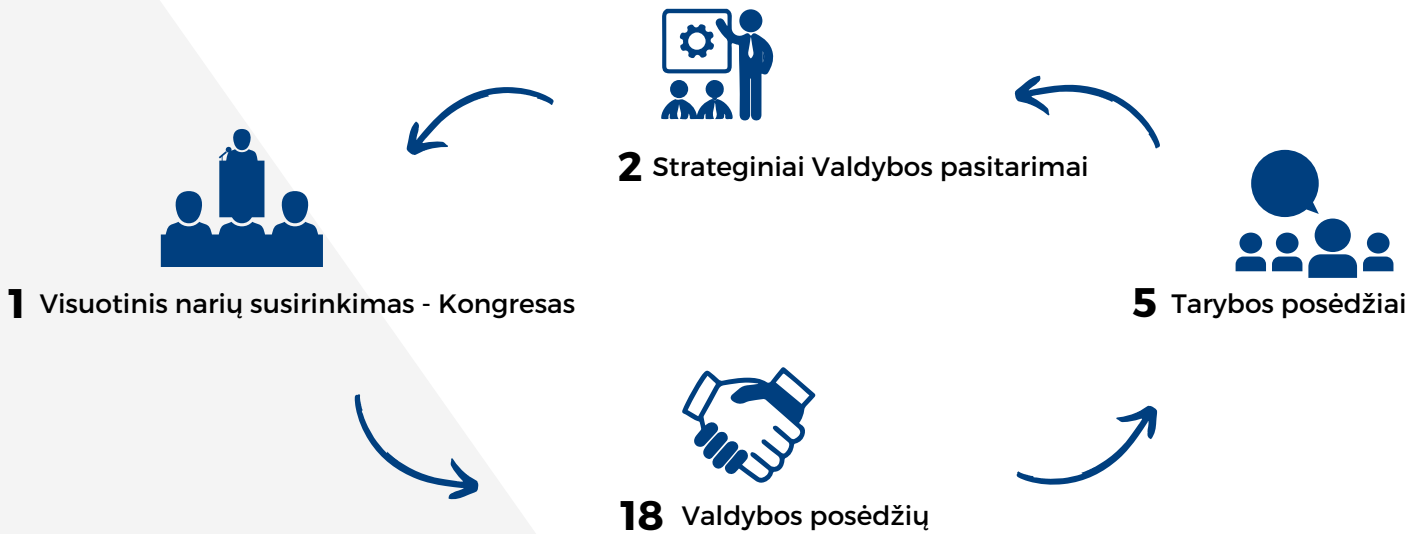 2 Strateginiai Valdybos pasitarimai
1 Visuotinis narių susirinkimas - Kongresas
5 Tarybos posėdžiai
18 Valdybos posėdžių